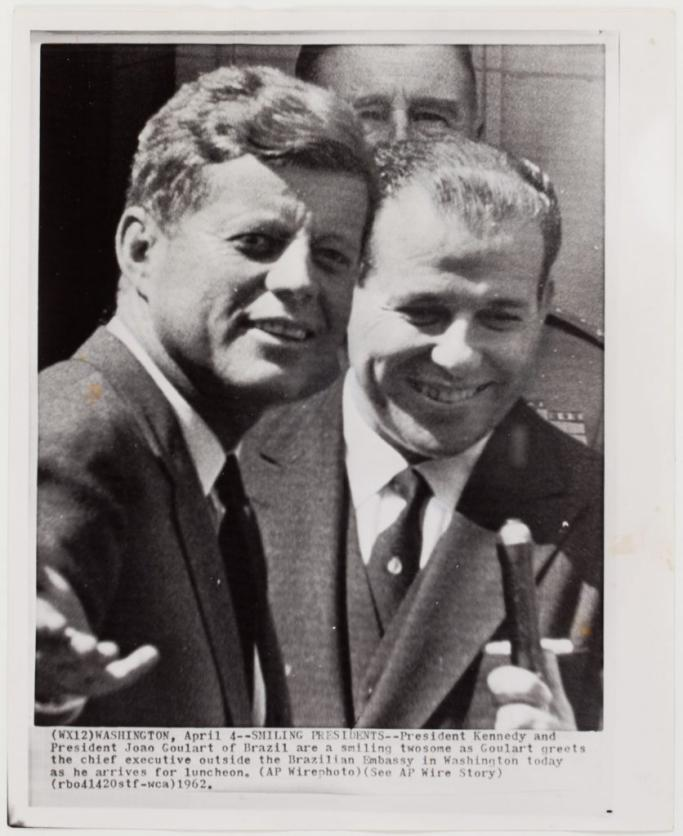 (WX12)WASHINGTON, April 4--SMILING PRESIDENTS--President Kennedy and
President Joao Goulart of Brazil are a smiling twosome as Goulart greets
the chief executive outside the Brazilian Embassy in Washington today
as he arrives for luncheon. (AP Wirephoto)(See AP Wire Story)
(rbo41420stf-wca)1962.